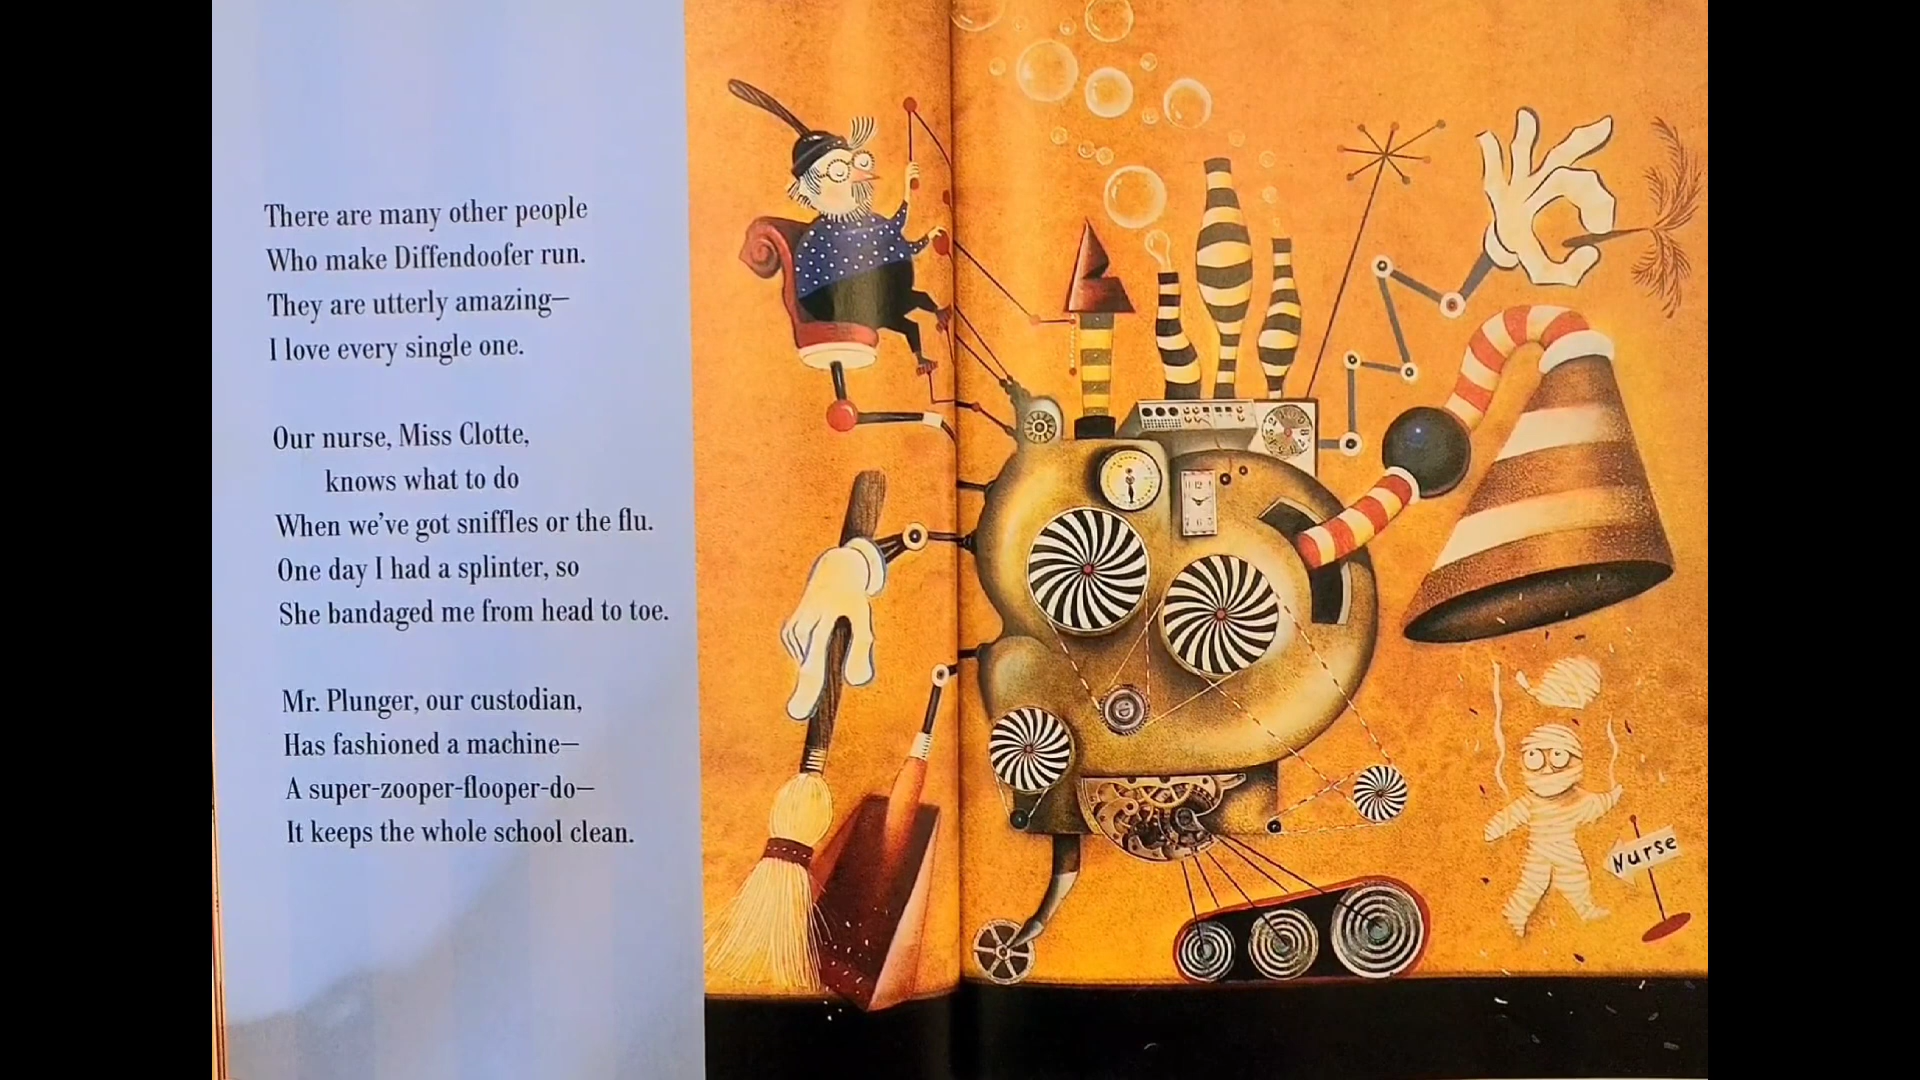 There are many other people
Who make Diffendoofer run.
They are utterly amazing—
I love every single one.
Our nurse, Miss Clotte,
knows what to do
When we’ve got sniffles or the flu.
One day I had a splinter, so
She bandaged me from head to toe.
Mr. Plunger, our custodian,
Has fashioned a machine—
A super-zooper-flooper-do—
It keeps the whole school clean.
Nurse